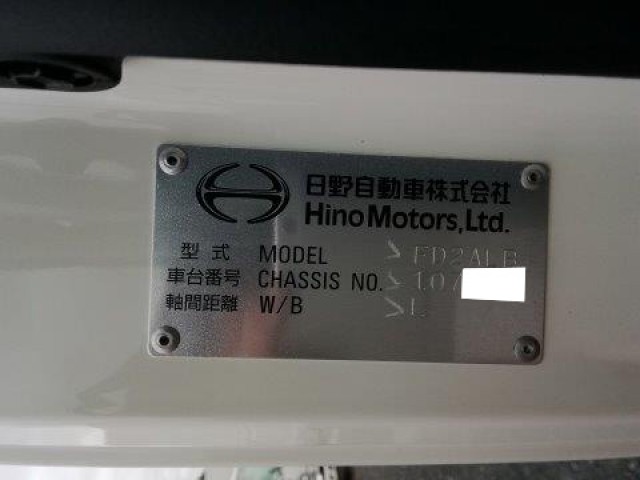 日野自動車株式会社
Hino Motors, Ltd.
型式 MODEL FD2ALB
車台番号 CHASSIS NO. 107
軸間距離 W/B L